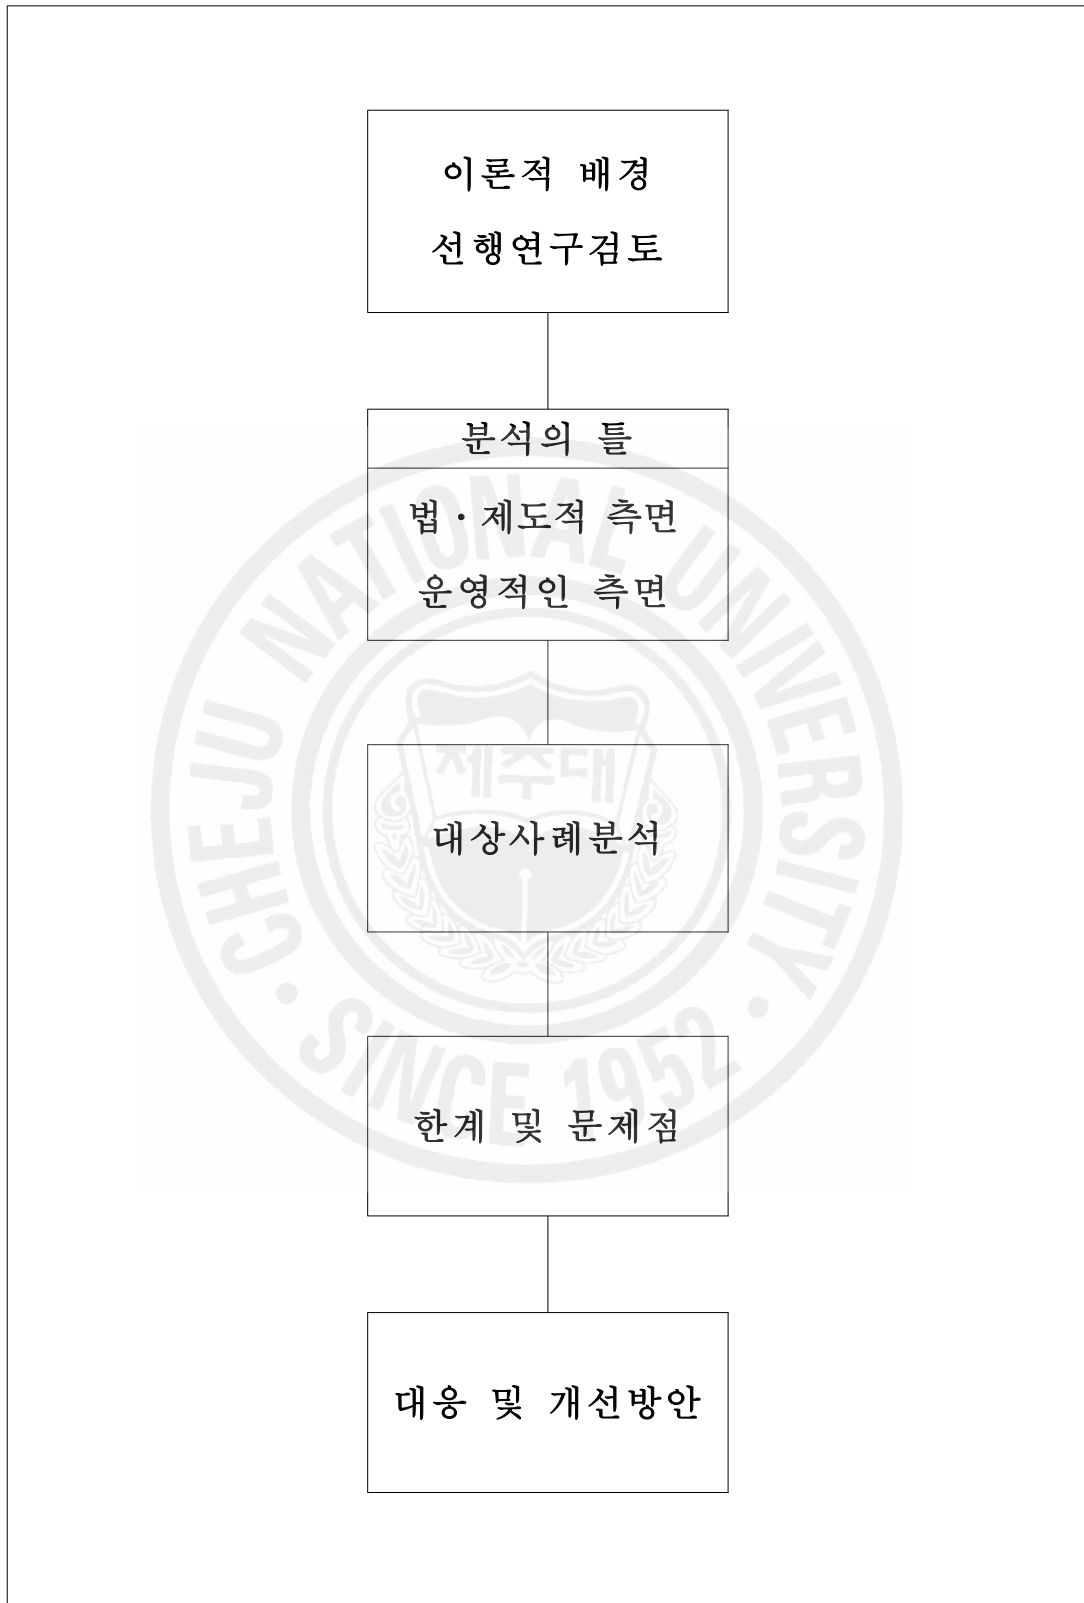 이론적 배경
선행연구검토
분석의 틀
법·제도적 측면
운영적인 측면
제주대
대상사례분석
한계 및 문제점
대응 및 개선방안
CHEJU NATIONAL UNIVERSITY
SINCE 1952